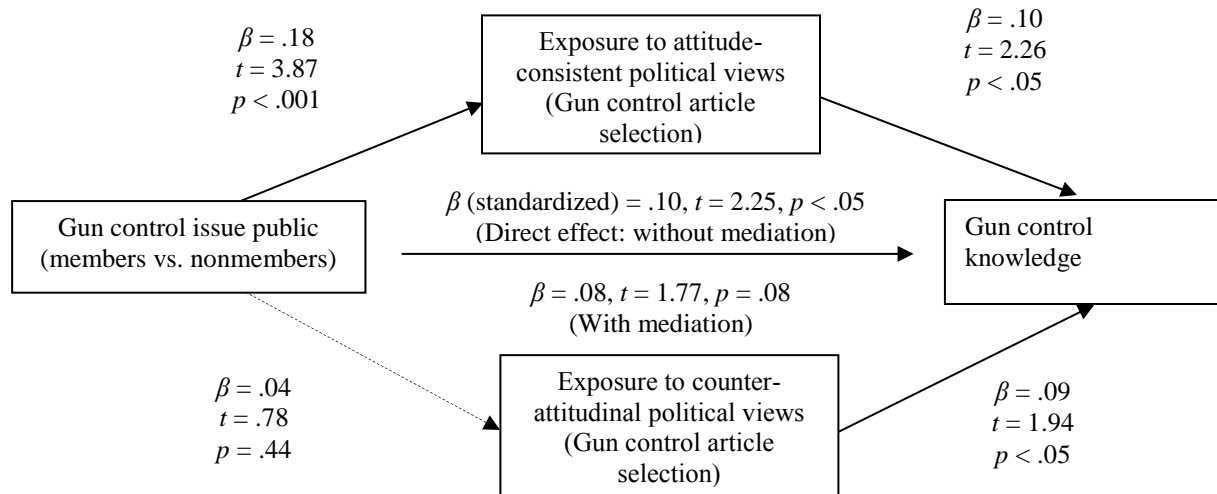 β = .18
t = 3.87
p < .001
Exposure to attitude-
consistent political views
(Gun control article
selection)
β = .10
t = 2.26
p < .05
Gun control issue public
(members vs. nonmembers)
β (standardized) = .10, t = 2.25, p < .05
(Direct effect: without mediation)
β = .08, t = 1.77, p = .08
(With mediation)
Gun control
knowledge
β = .04
t = .78
p = .44
Exposure to counter-
attitudinal political views
(Gun control article
selection)
β = .09
t = 1.94
p < .05